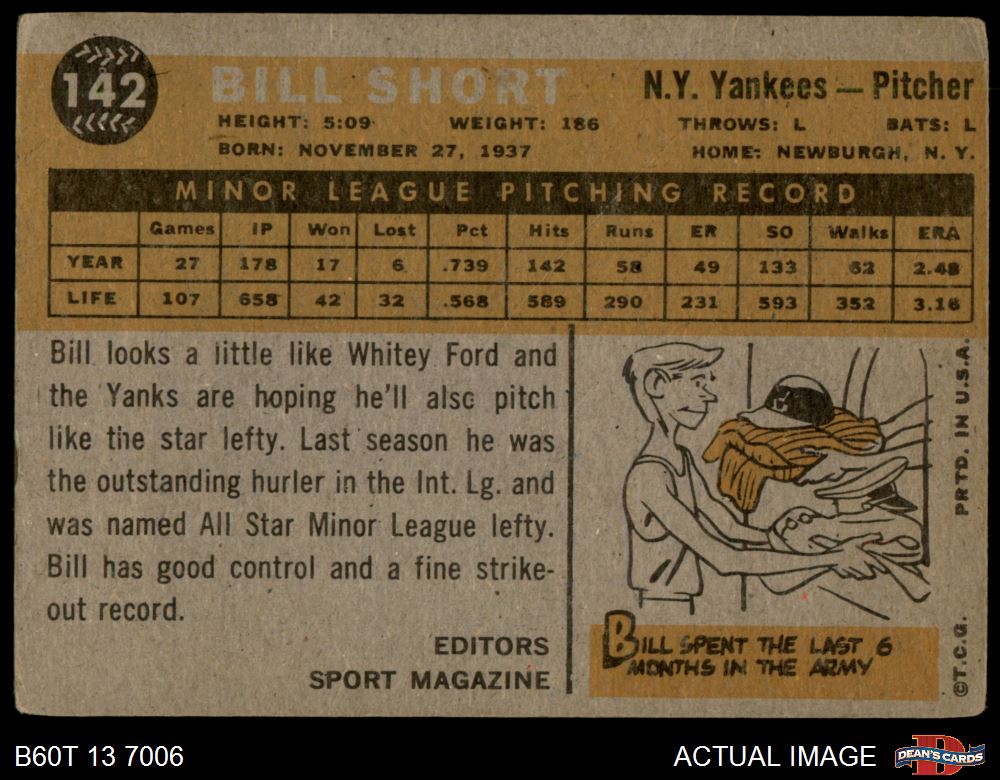 142
BILL SHORT
N.Y. Yankees — Pitcher
HEIGHT: 5:09 WEIGHT: 186 THROWS: L BATS: L
BORN: NOVEMBER 27, 1937 HOME: NEWBURGH, N. Y.
MINOR LEAGUE PITCHING RECORD
Games IP Won Lost Pct Hits Runs ER SO Walks ERA
YEAR 27 178 17 6 .739 142 58 49 133 62 2.48
LIFE 107 658 42 32 .568 589 290 231 593 352 3.16
Bill looks a little like Whitey Ford and
the Yanks are hoping he'll also pitch
like the star lefty. Last season he was
the outstanding hurler in the Int. Lg. and
was named All Star Minor League lefty.
Bill has good control and a fine strike-
out record.
EDITORS
SPORT MAGAZINE
BILL SPENT THE LAST 6
MONTHS IN THE ARMY
©T.C.G. PRTD. IN U.S.A.
B60T 13 7006
ACTUAL IMAGE
DEAN'S CARDS